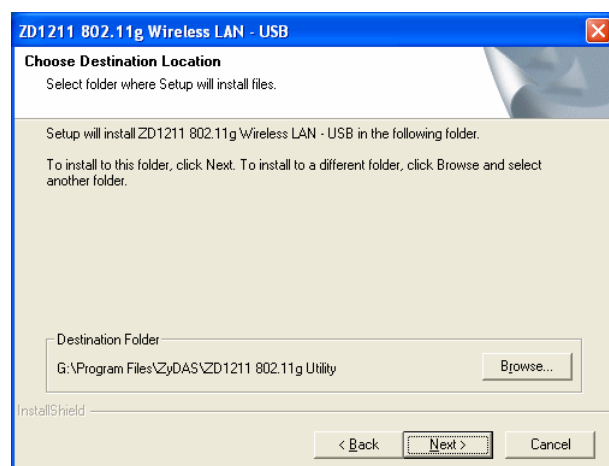 ZD1211 802.11g Wireless LAN - USB
Choose Destination Location
Select folder where Setup will install files.
Setup will install ZD1211 802.11g Wireless LAN - USB in the following folder.
To install to this folder, click Next. To install to a different folder, click Browse and select
another folder.
Destination Folder
G:\Program Files\ZyDAS\ZD1211 802.11g Utility
Browse...
InstallShield
< Back
Next >
Cancel